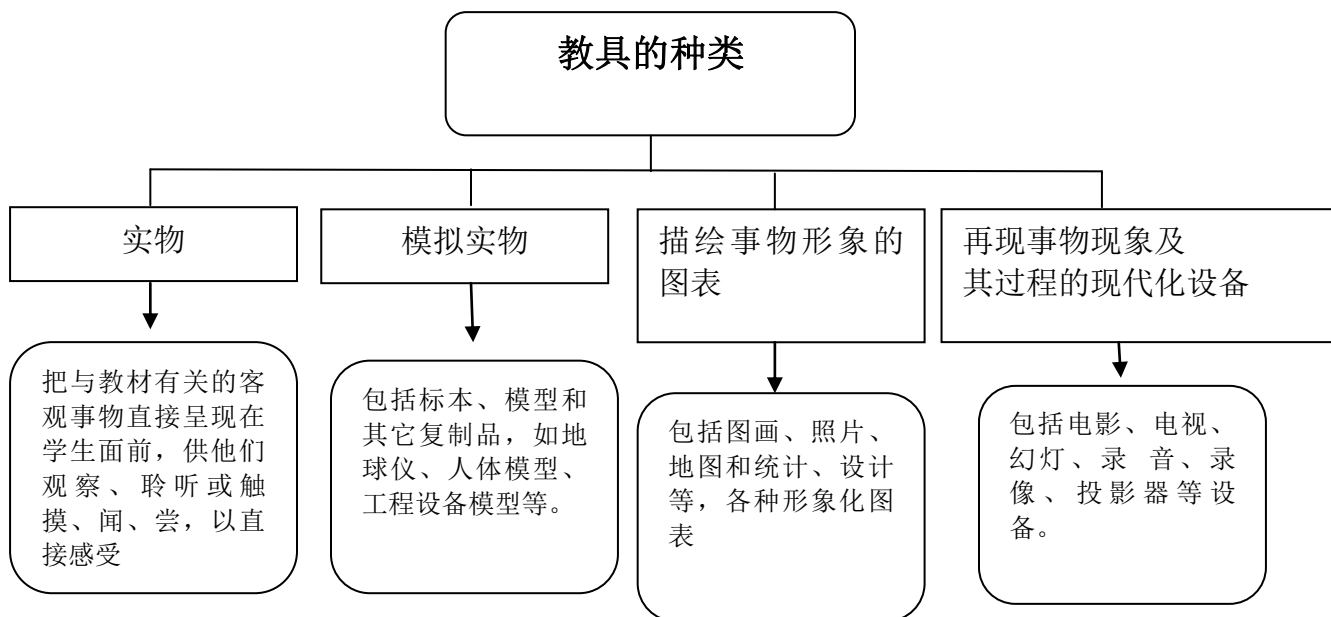 教具的种类
实物
模拟实物
描绘事物形象的
图表
再现事物现象及
其过程的现代化设备
把与教材有关的客
观事物直接呈现在
学生面前，供他们
观察、聆听或触
摸、闻、尝，以直
接感受
包括标本、模型和
其它复制品，如地
球仪、人体模型、
工程设备模型等。
包括图画、照片、
地图和统计、设计
等，各种形象化图
表
包括电影、电视、
幻灯、录 音、录
像、投影器等设
备。